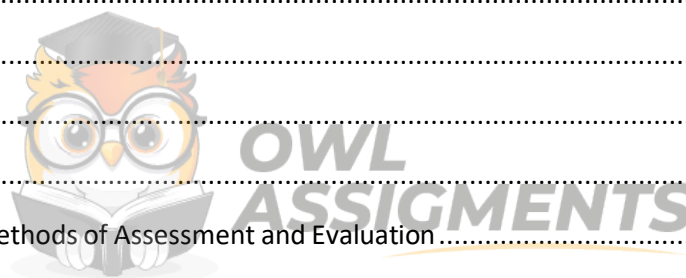 ................................................................................
................................................................................
................................................................................
OWL
................................................................................
ASSIGMENTS
ethods of Assessment and Evaluation..............................